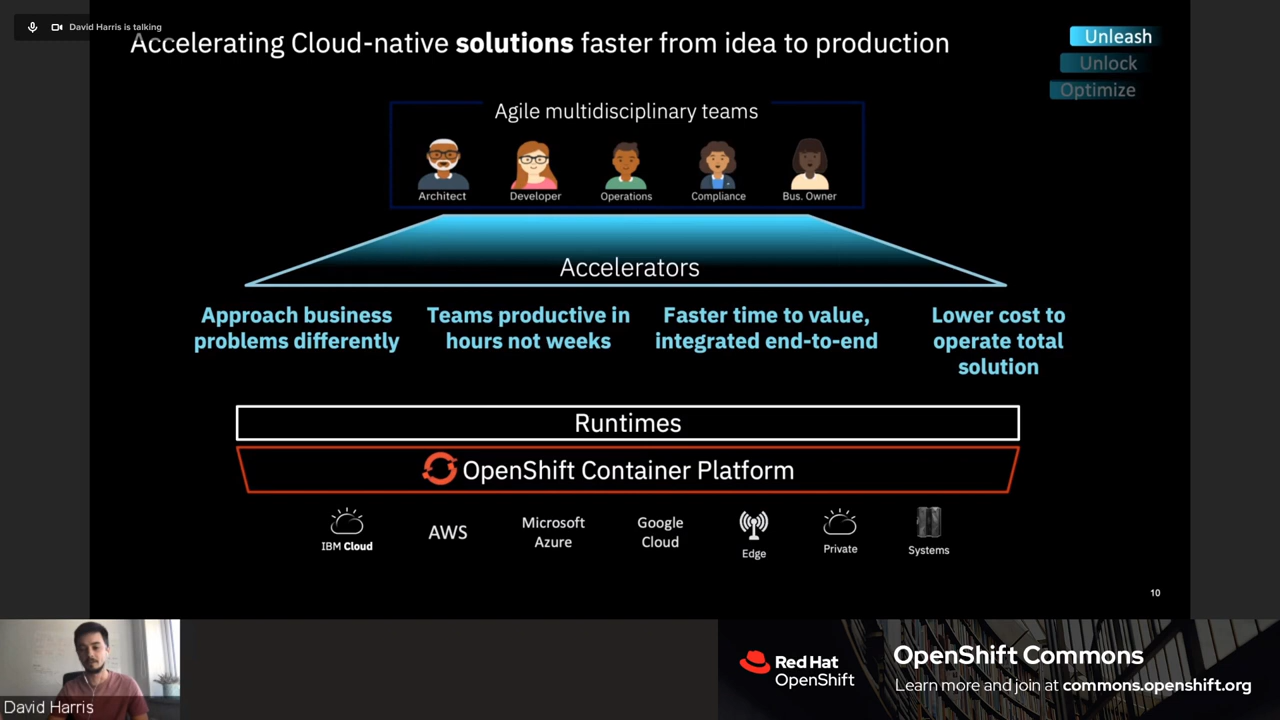 David Harris is talking
Accelerating Cloud-native solutions faster from idea to production
Unleash
Unlock
Optimize
Agile multidisciplinary teams
Architect
Developer
Operations
Compliance
Bus. Owner
Accelerators
Approach business
problems differently
Teams productive in
hours not weeks
Faster time to value,
integrated end-to-end
Lower cost to
operate total
solution
Runtimes
OpenShift Container Platform
IBM Cloud
AWS
Microsoft
Azure
Google
Cloud
Edge
Private
Systems
10
David Harris
Red Hat
OpenShift
OpenShift Commons
Learn more and join at commons.openshift.org